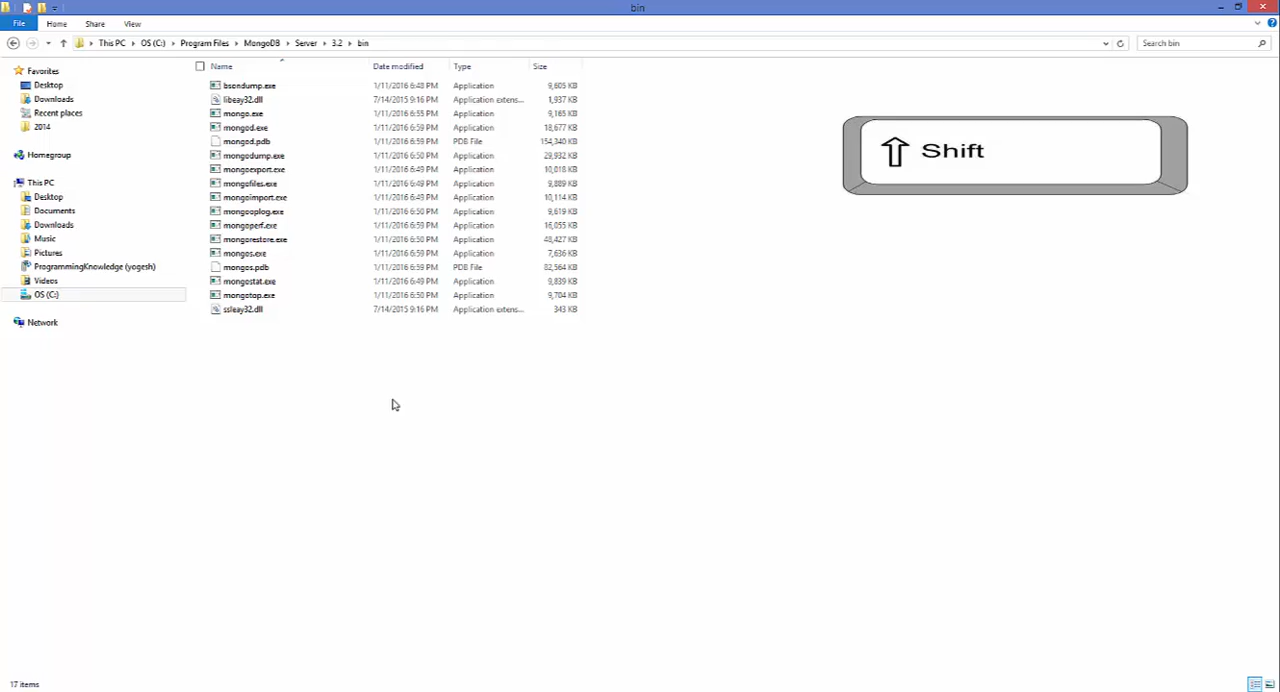 bin
File Home Share View
This PC OS (C:) Program Files MongoDB Server 3.2 bin
Search bin
Name Date modified Type Size
Favorites
Desktop
Downloads
Recent places
2014
Homegroup
This PC
Desktop
Documents
Downloads
Music
Pictures
ProgrammingKnowledge (yogesh)
Videos
OS (C:)
Network
bsondump.exe 1/11/2016 6:48 PM Application 9,605 KB
libeay32.dll 7/14/2015 9:16 PM Application extens... 1,937 KB
mongo.exe 1/11/2016 6:55 PM Application 9,165 KB
mongod.exe 1/11/2016 6:59 PM Application 18,677 KB
mongod.pdb 1/11/2016 6:59 PM PDB File 154,340 KB
mongodump.exe 1/11/2016 6:50 PM Application 29,932 KB
mongoexport.exe 1/11/2016 6:49 PM Application 10,018 KB
mongofiles.exe 1/11/2016 6:49 PM Application 9,889 KB
mongoimport.exe 1/11/2016 6:49 PM Application 10,114 KB
mongooplog.exe 1/11/2016 6:50 PM Application 9,619 KB
mongoperf.exe 1/11/2016 6:59 PM Application 16,055 KB
mongorestore.exe 1/11/2016 6:50 PM Application 48,427 KB
mongos.exe 1/11/2016 6:59 PM Application 7,636 KB
mongos.pdb 1/11/2016 6:59 PM PDB File 82,564 KB
mongostat.exe 1/11/2016 6:49 PM Application 9,839 KB
mongotop.exe 1/11/2016 6:50 PM Application 9,704 KB
ssleay32.dll 7/14/2015 9:16 PM Application extens... 343 KB
Shift
17 items